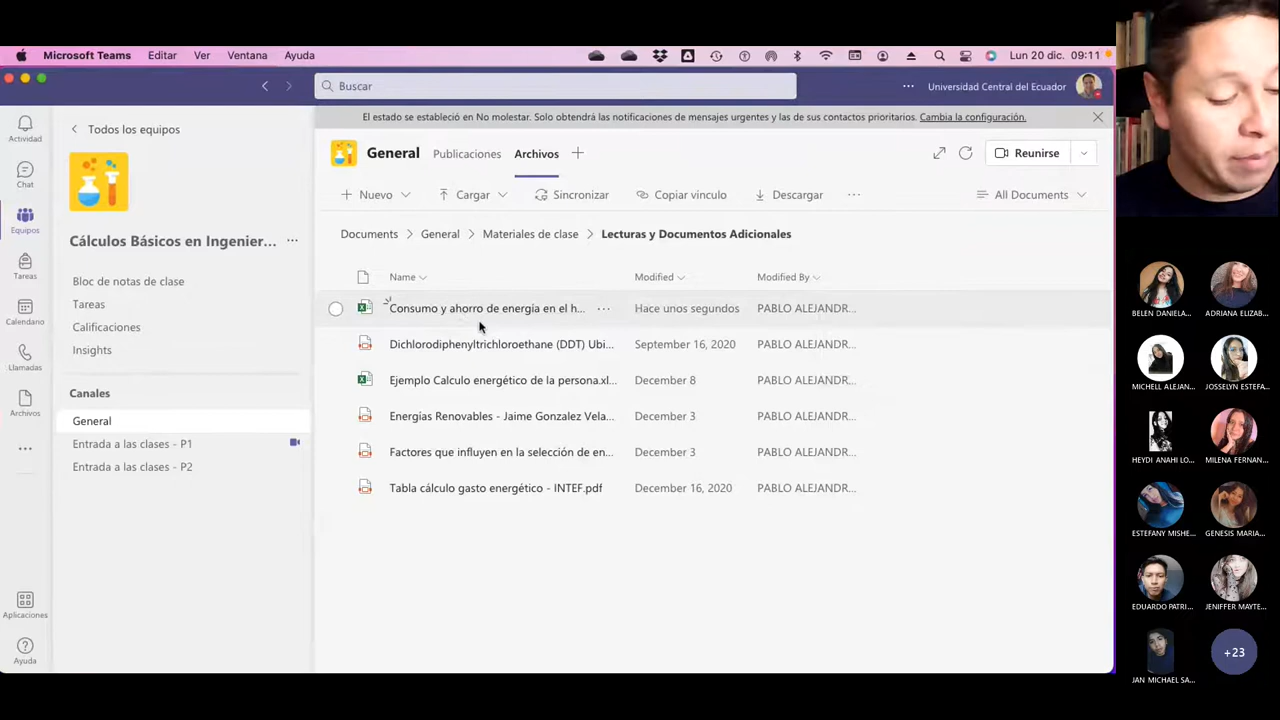 Microsoft Teams Editar Ver Ventana Ayuda Lun 20 dic. 09:11
Buscar
Universidad Central del Ecuador
El estado se estableció en No molestar. Solo obtendrá las notificaciones de mensajes urgentes y las de sus contactos prioritarios. Cambia la configuración.
Actividad
Chat
Equipos
Tareas
Calendario
Llamadas
Archivos
Aplicaciones
Ayuda
Todos los equipos
Cálculos Básicos en Ingenier...
Bloc de notas de clase
Tareas
Calificaciones
Insights
Canales
General
Entrada a las clases - P1
Entrada a las clases - P2
General Publicaciones Archivos
Reunirse
Nuevo Cargar Sincronizar Copiar vínculo Descargar All Documents
Documents General Materiales de clase Lecturas y Documentos Adicionales
Name Modified Modified By
Consumo y ahorro de energía en el h... Hace unos segundos PABLO ALEJANDR...
Dichlorodiphenyltrichloroethane (DDT) Ubi... September 16, 2020 PABLO ALEJANDR...
Ejemplo Calculo energético de la persona.xl... December 8 PABLO ALEJANDR...
Energías Renovables - Jaime Gonzalez Vela... December 3 PABLO ALEJANDR...
Factores que influyen en la selección de en... December 3 PABLO ALEJANDR...
Tabla cálculo gasto energético - INTEF.pdf December 16, 2020 PABLO ALEJANDR...
BELEN DANIELA... ADRIANA ELIZAB...
MICHELL ALEJAN... JOSSELYN ESTEFA...
HEYDI ANAHI LO... MILENA FERNAN...
ESTEFANY MISHE... GENESIS MARIA...
EDUARDO PATRI... JENIFFER MAYTE...
JAN MICHAEL SA... +23